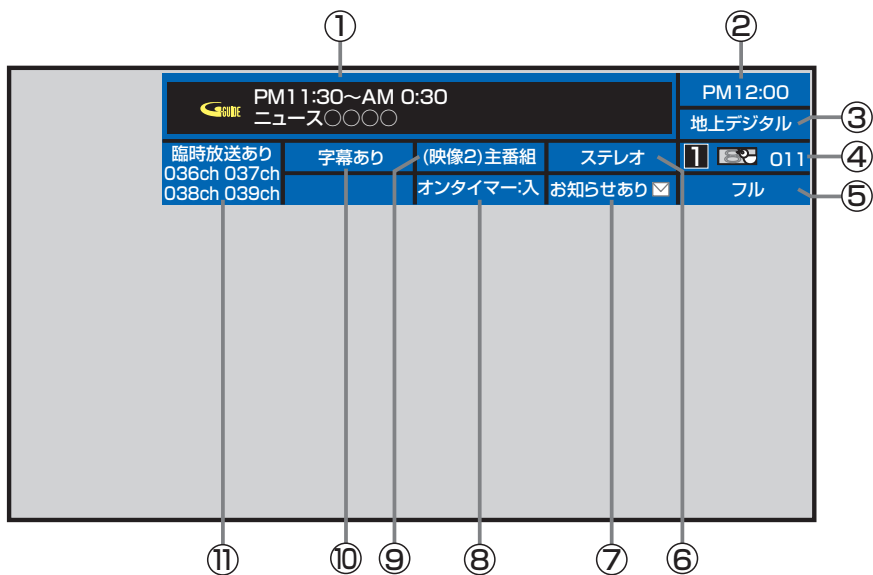 ① ②
G-GUIDE PM11:30～AM 0:30
ニュース○○○○
PM12:00
地上デジタル ③
臨時放送あり
036ch 037ch
038ch 039ch
字幕あり
(映像2)主番組
ステレオ
1 011 ④
オンタイマー:入
お知らせあり
フル ⑤
⑪ ⑩ ⑨ ⑧ ⑦ ⑥